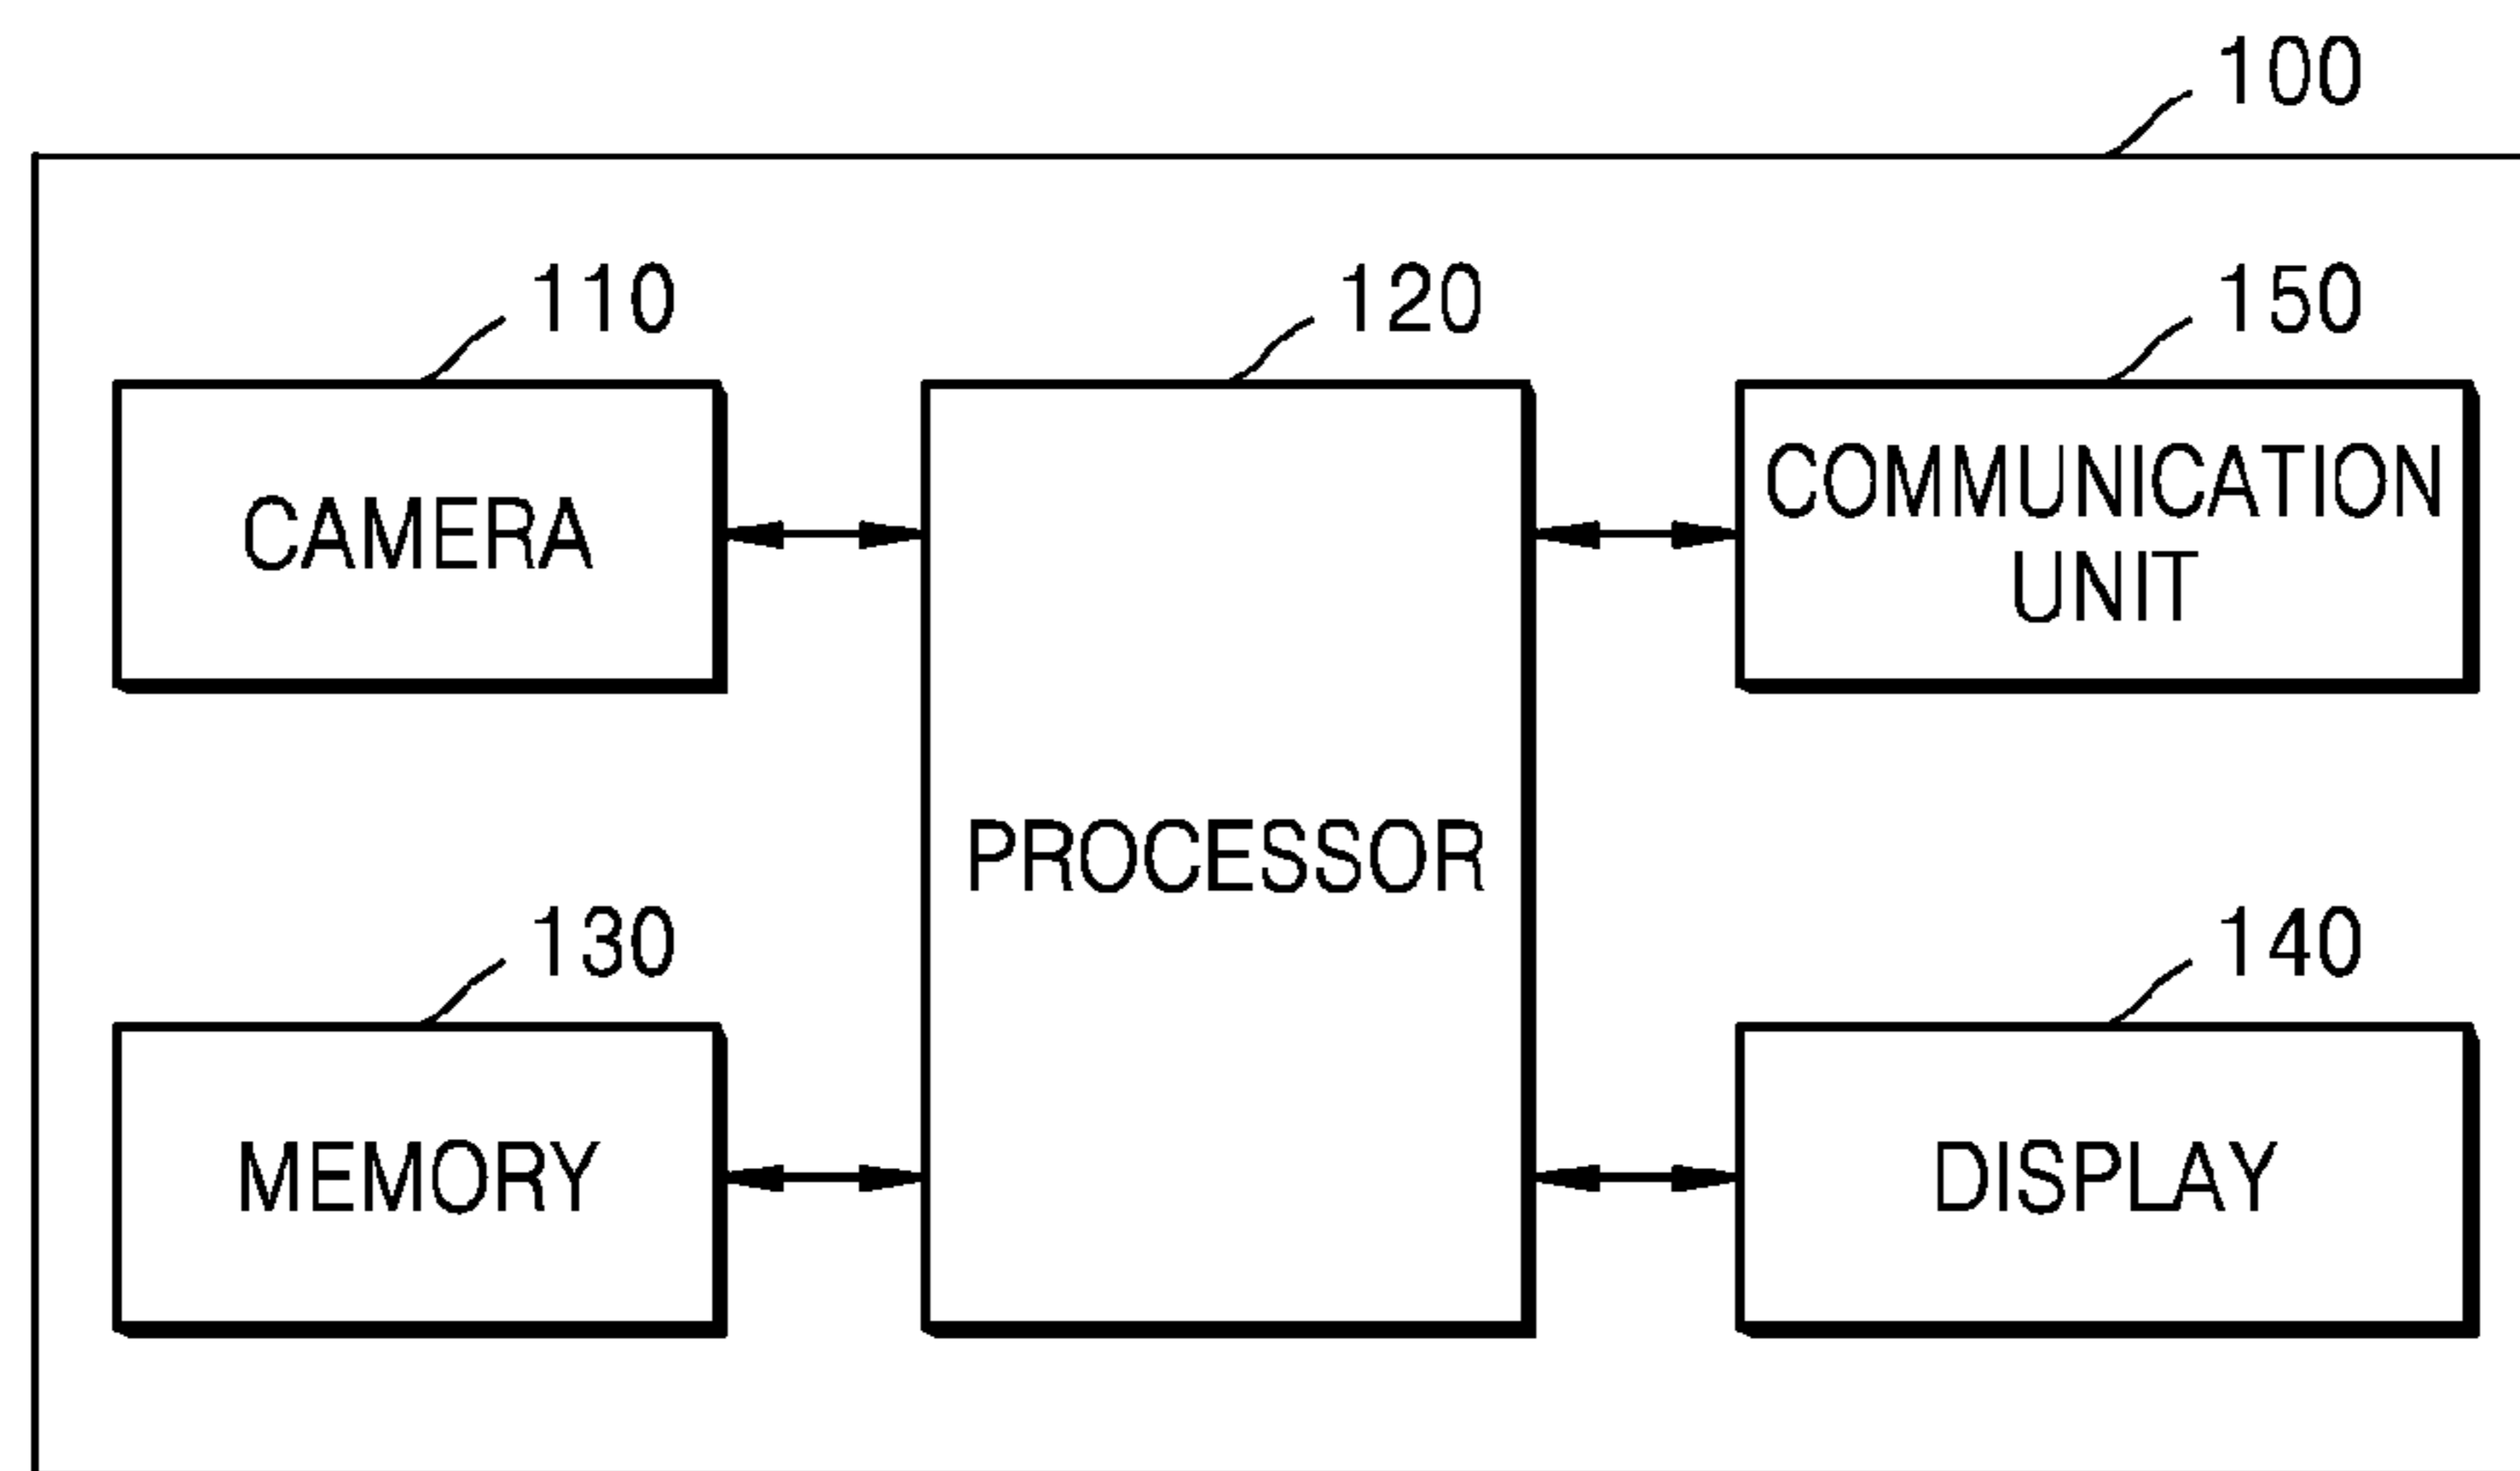 100
110
120
150
CAMERA
PROCESSOR
COMMUNICATION
UNIT
130
140
MEMORY
DISPLAY